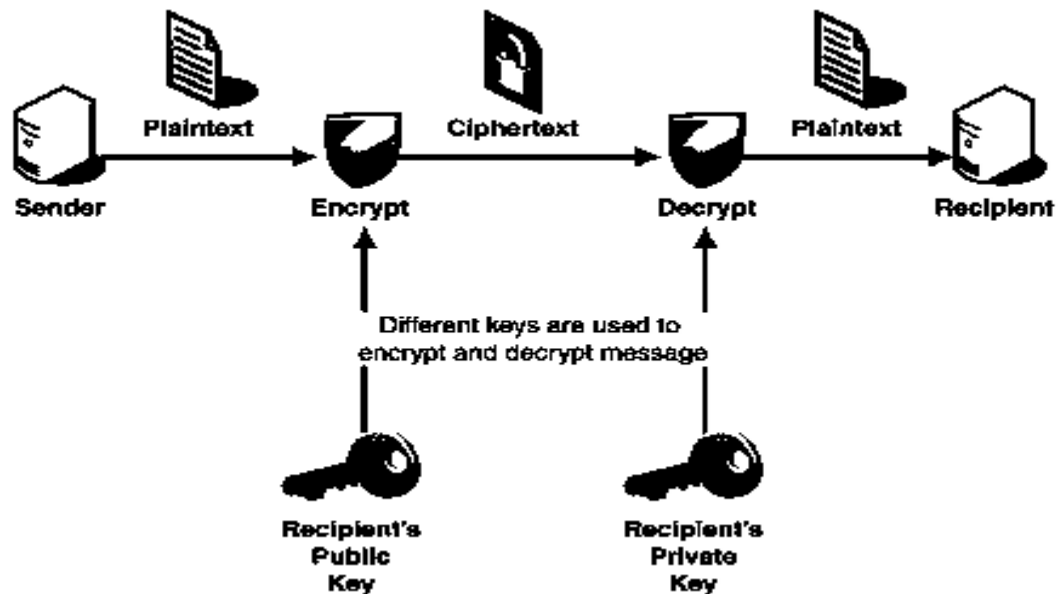 Plaintext
Ciphertext
Plaintext
Sender
Encrypt
Decrypt
Recipient
Different keys are used to
encrypt and decrypt message
Recipient's
Public
Key
Recipient's
Private
Key